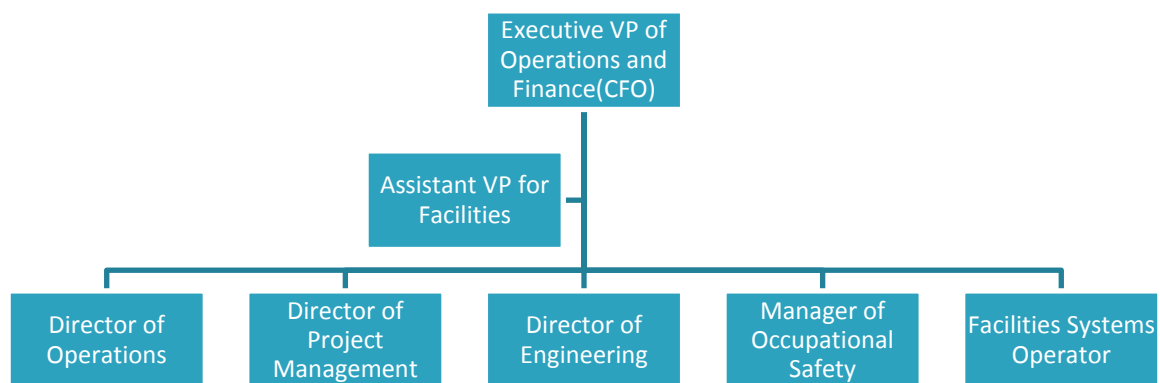 Executive VP of
Operations and
Finance(CFO)
Assistant VP for
Facilities
Director of
Operations
Director of
Project
Management
Director of
Engineering
Manager of
Occupational
Safety
Facilities Systems
Operator